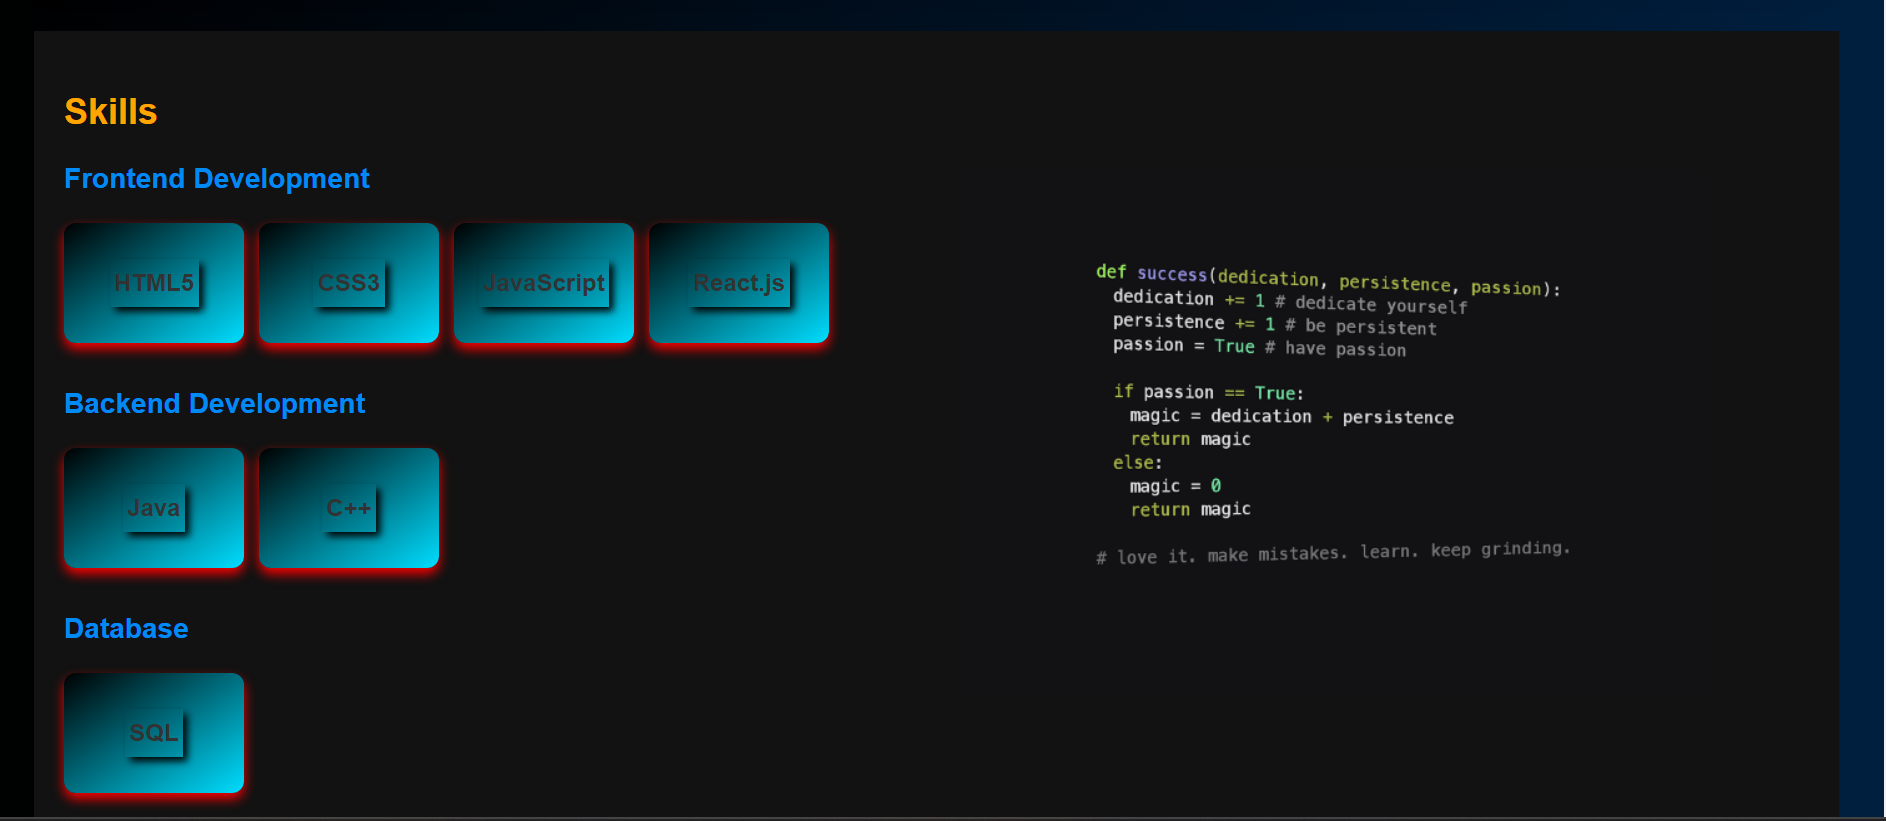 Skills
Frontend Development
HTML5 CSS3 JavaScript React.js
Backend Development
Java C++
Database
SQL
def success(dedication, persistence, passion):
  dedication += 1 # dedicate yourself
  persistence += 1 # be persistent
  passion = True # have passion

  if passion == True:
    magic = dedication + persistence
    return magic
  else:
    magic = 0
    return magic

# love it. make mistakes. learn. keep grinding.